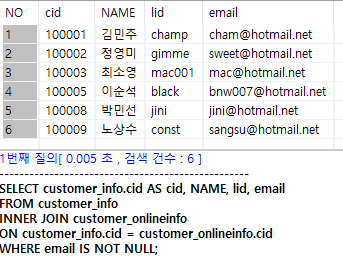 NO cid NAME lid email
1 100001 김민주 champ cham@hotmail.net
2 100002 정영미 gimme sweet@hotmail.net
3 100003 최소영 mac001 mac@hotmail.net
4 100005 이순석 black bnw007@hotmail.net
5 100008 박민선 jini jini@hotmail.net
6 100009 노상수 const sangsu@hotmail.net
1번째 질의[ 0.005 초 , 검색 건수 : 6 ]
--------------------------------------------------
SELECT customer_info.cid AS cid, NAME, lid, email
FROM customer_info
INNER JOIN customer_onlineinfo
ON customer_info.cid = customer_onlineinfo.cid
WHERE email IS NOT NULL;